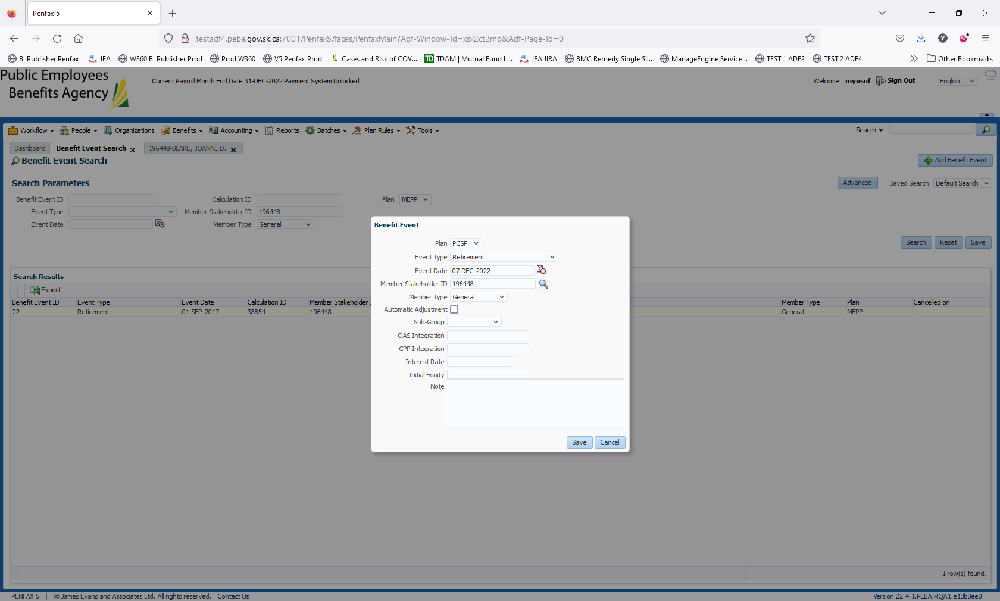 Penfax 5
testadf4.peba.gov.sk.ca:7001/Penfax5/faces/PenfaxMain?Adf-Window-Id=xsx2ct2mq&Adf-Page-Id=0
Y
BI Publisher Penfax JEA W360 BI Publisher Prod Prod W360 V5 Penfax Prod Cases and Risk of COV... TD TDAM | Mutual Fund L... JEA JIRA BMC Remedy Single Si... ManageEngine Service... TEST 1 ADF2 TEST 2 ADF4 Other Bookmarks
Public Employees
Benefits Agency
Current Payroll Month End Date 31-DEC-2022 Payment System Unlocked
Welcome myusuf Sign Out English
Workflow People Organizations Benefits Accounting Reports Batches Plan Rules Tools Search
Dashboard Benefit Event Search 196448-BLAKE, JOANNE D.
Benefit Event Search
Add Benefit Event
Search Parameters
Advanced Saved Search Default Search
Benefit Event ID Calculation ID Plan MEPP
Event Type Member Stakeholder ID 196448
Event Date Member Type General
Search Reset Save
Search Results
Export
Benefit Event ID Event Type Event Date Calculation ID Member Stakeholder Member Type Plan Cancelled on
22 Retirement 01-SEP-2017 38854 196448 General MEPP
Benefit Event
Plan PCSP
Event Type Retirement
Event Date 07-DEC-2022
Member Stakeholder ID 196448
Member Type General
Automatic Adjustment
Sub-Group
OAS Integration
CPP Integration
Interest Rate
Initial Equity
Note
Save Cancel
1 row(s) found.
PENFAX 5 | © James Evans and Associates Ltd. All rights reserved. Contact Us
Version 22.4.1.PEBA.RQA1.e13b0ee0